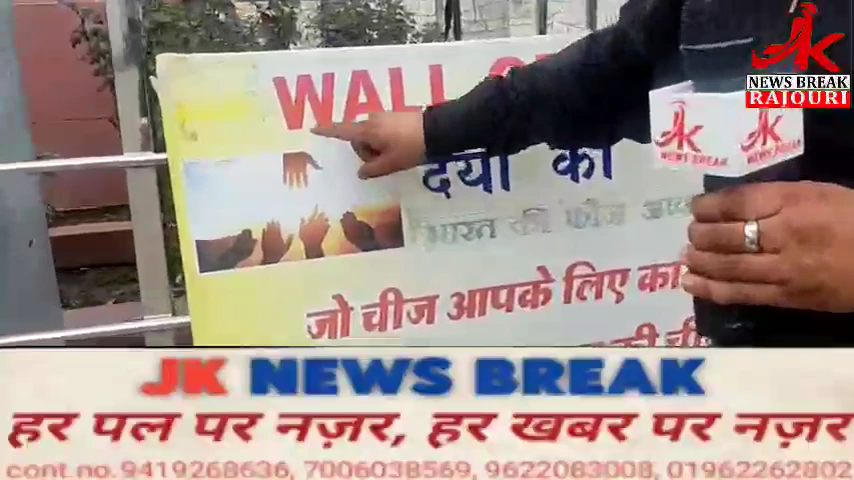 JK
NEWS BREAK
RAJOURI
WALL
JK
NEWS BREAK
JK
NEWS BREAK
दया की
भारत की फौज
जो चीज आपके लिए
की
JK NEWS BREAK
हर पल पर नज़र, हर खबर पर नज़र
cont.no.9419268636, 7006038569, 9622083008, 01962262802